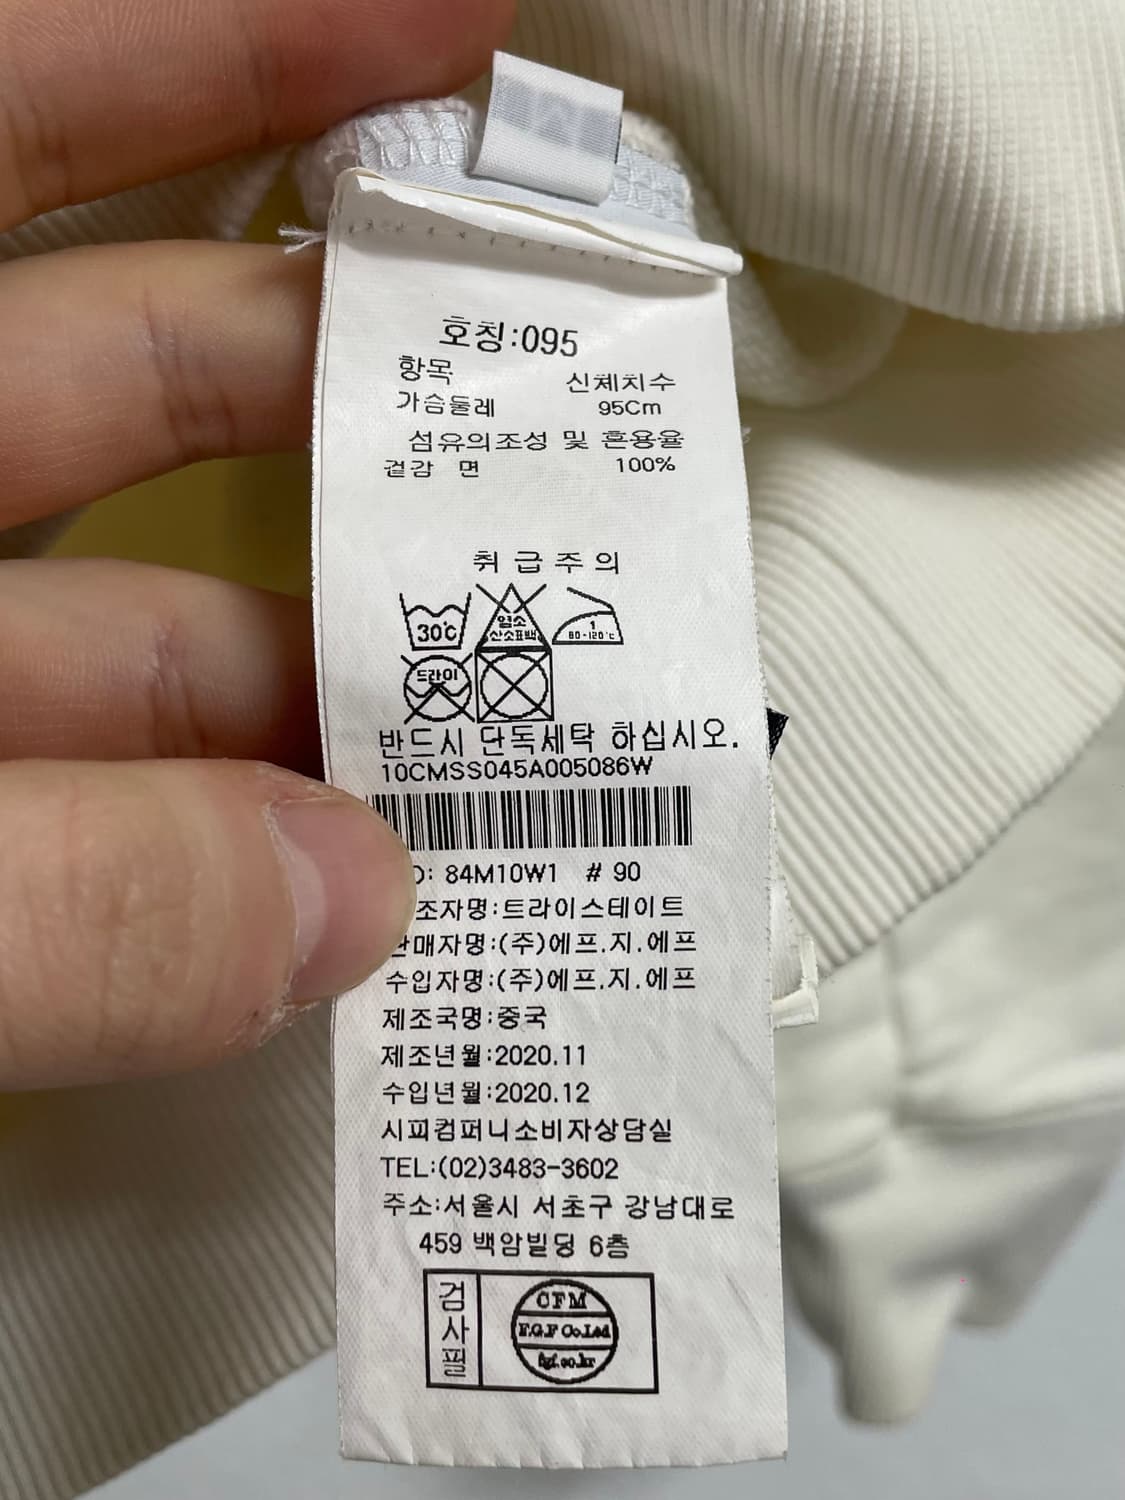 호칭:095
항목 신체치수
가슴둘레 95Cm
섬유의조성 및 혼용율
겉감 면 100%
취급주의
30℃
염소
산소표백
1
80-120℃
드라이
반드시 단독세탁 하십시오.
10CMSS045A005086W
D: 84M10W1 # 90
조자명:트라이스테이트
판매자명:(주)에프.지.에프
수입자명:(주)에프.지.에프
제조국명:중국
제조년월:2020.11
수입년월:2020.12
시피컴퍼니소비자상담실
TEL:(02)3483-3602
주소:서울시 서초구 강남대로
459 백암빌딩 6층
검사필
CFM
F.G.F Co.Ltd
fgf.co.kr